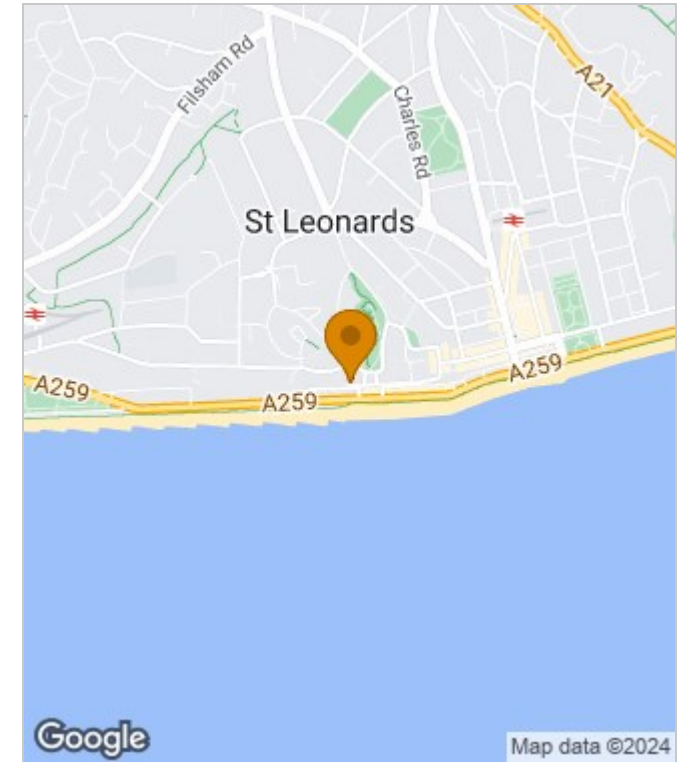 Filsham Rd
Charles Rd
A21
St Leonards
A259
A259
A259
Google
Map data ©2024